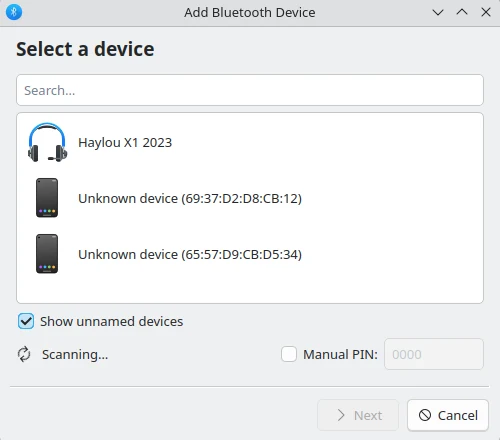 Add Bluetooth Device
Select a device
Search...
Haylou X1 2023
Unknown device (69:37:D2:D8:CB:12)
Unknown device (65:57:D9:CB:D5:34)
Show unnamed devices
Scanning... Manual PIN: 0000
Next Cancel